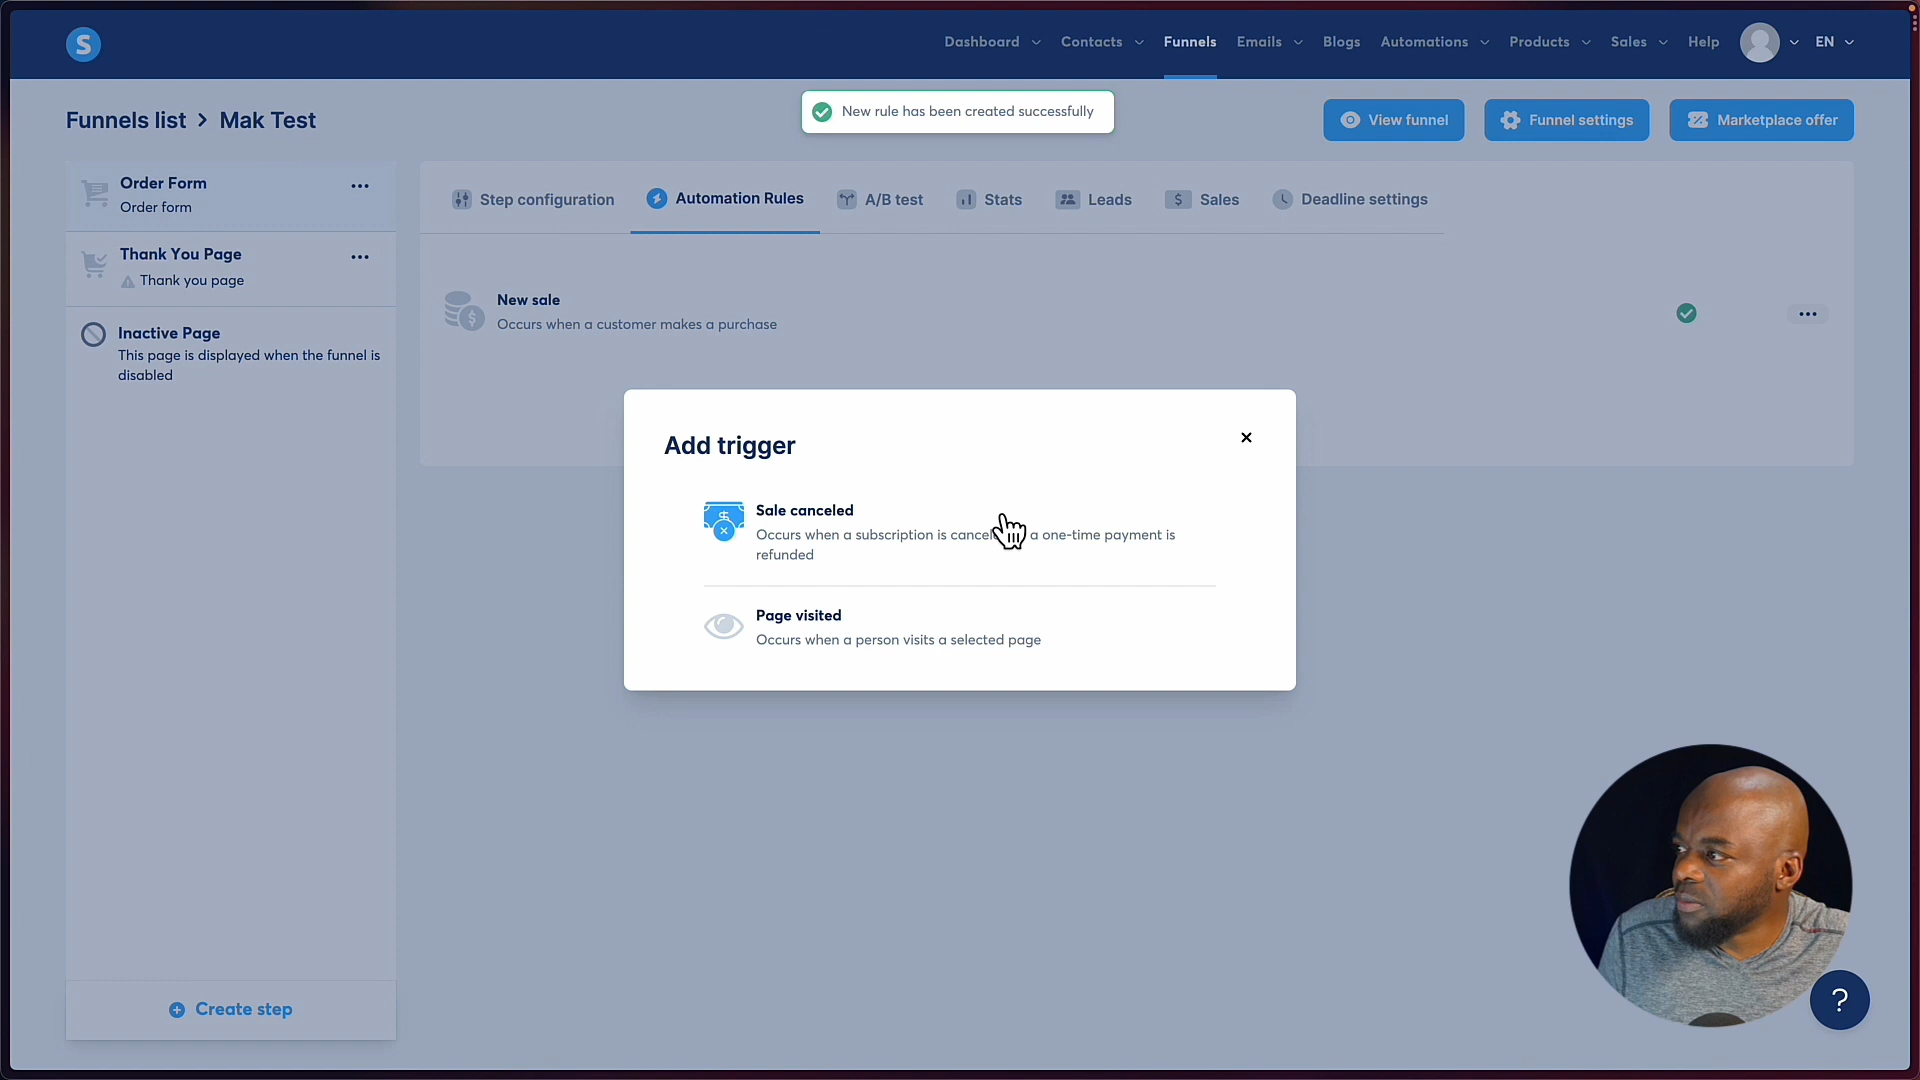 S
Dashboard
Contacts
Funnels
Emails
Blogs
Automations
Products
Sales
Help
EN
Funnels list > Mak Test
New rule has been created successfully
View funnel
Funnel settings
Marketplace offer
Order Form
Order form
Thank You Page
Thank you page
Inactive Page
This page is displayed when the funnel is
disabled
Create step
Step configuration
Automation Rules
A/B test
Stats
Leads
Sales
Deadline settings
New sale
Occurs when a customer makes a purchase
Add trigger
Sale canceled
Occurs when a subscription is a one-time payment is
refunded
Page visited
Occurs when a person visits a selected page
?